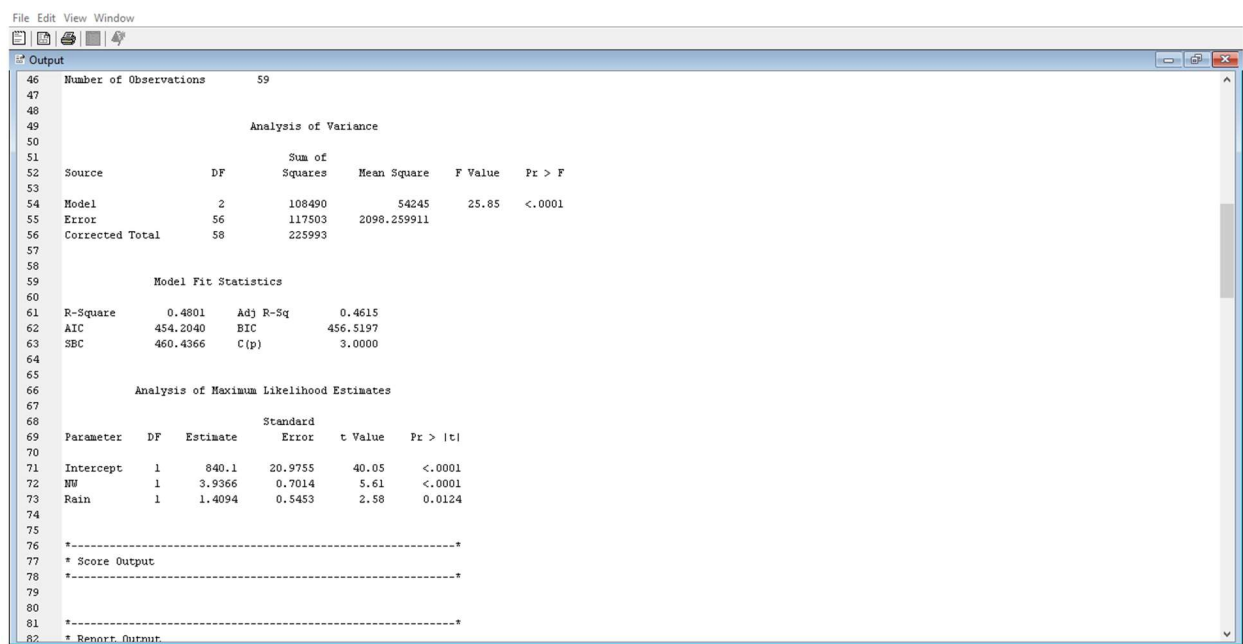 File Edit View Window
Output
46 Number of Observations 59
47
48
49 Analysis of Variance
50
51 Sum of
52 Source DF Squares Mean Square F Value Pr > F
53
54 Model 2 108490 54245 25.85 <.0001
55 Error 56 117503 2098.259911
56 Corrected Total 58 225993
57
58
59 Model Fit Statistics
60
61 R-Square 0.4801 Adj R-Sq 0.4615
62 AIC 454.2040 BIC 456.5197
63 SBC 460.4366 C(p) 3.0000
64
65
66 Analysis of Maximum Likelihood Estimates
67
68 Standard
69 Parameter DF Estimate Error t Value Pr > |t|
70
71 Intercept 1 840.1 20.9755 40.05 <.0001
72 NW 1 3.9366 0.7014 5.61 <.0001
73 Rain 1 1.4094 0.5453 2.58 0.0124
74
75
76 *------------------------------------------------------------*
77 * Score Output
78 *------------------------------------------------------------*
79
80
81 *------------------------------------------------------------*
82 * Report Output